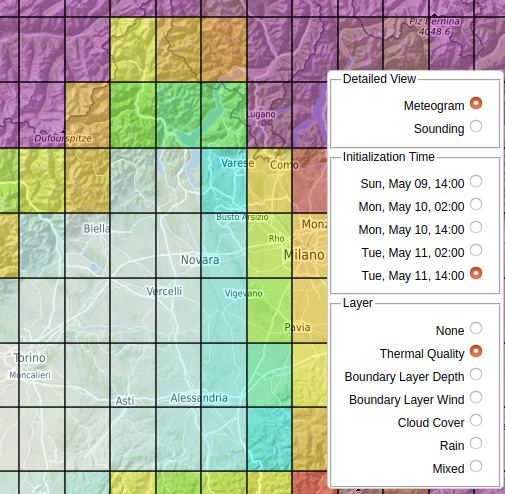 Piz Bernina
4048.6
Dufourspitze
Lugano
Varese
Como
Busto Arsizio
Biella
Rho
Milano
Novara
Vercelli
Vigevano
Pavia
Torino
Moncalieri
Asti
Alessandria
Detailed View
Meteogram
Sounding
Initialization Time
Sun, May 09, 14:00
Mon, May 10, 02:00
Mon, May 10, 14:00
Tue, May 11, 02:00
Tue, May 11, 14:00
Layer
None
Thermal Quality
Boundary Layer Depth
Boundary Layer Wind
Cloud Cover
Rain
Mixed